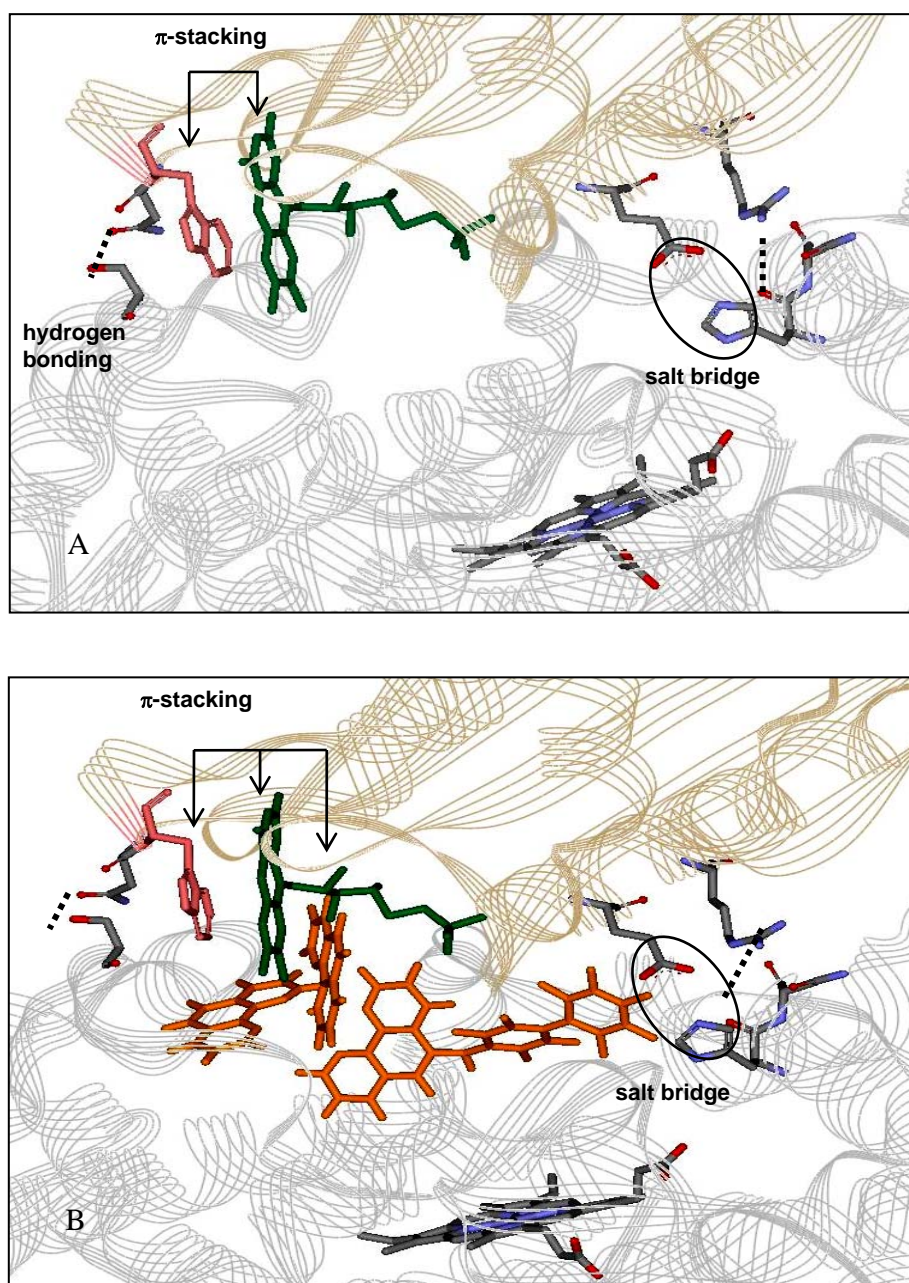 π-stacking
hydrogen
bonding
salt bridge
A
π-stacking
salt bridge
B